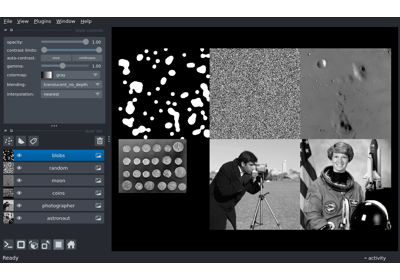 File View Plugins Window Help
opacity: 1.00
contrast limits:
auto-contrast: once continuous
gamma: 1.00
colormap: gray
blending: translucent_no_depth
interpolation: nearest
blobs
random
moon
coins
photographer
astronaut
Ready
activity